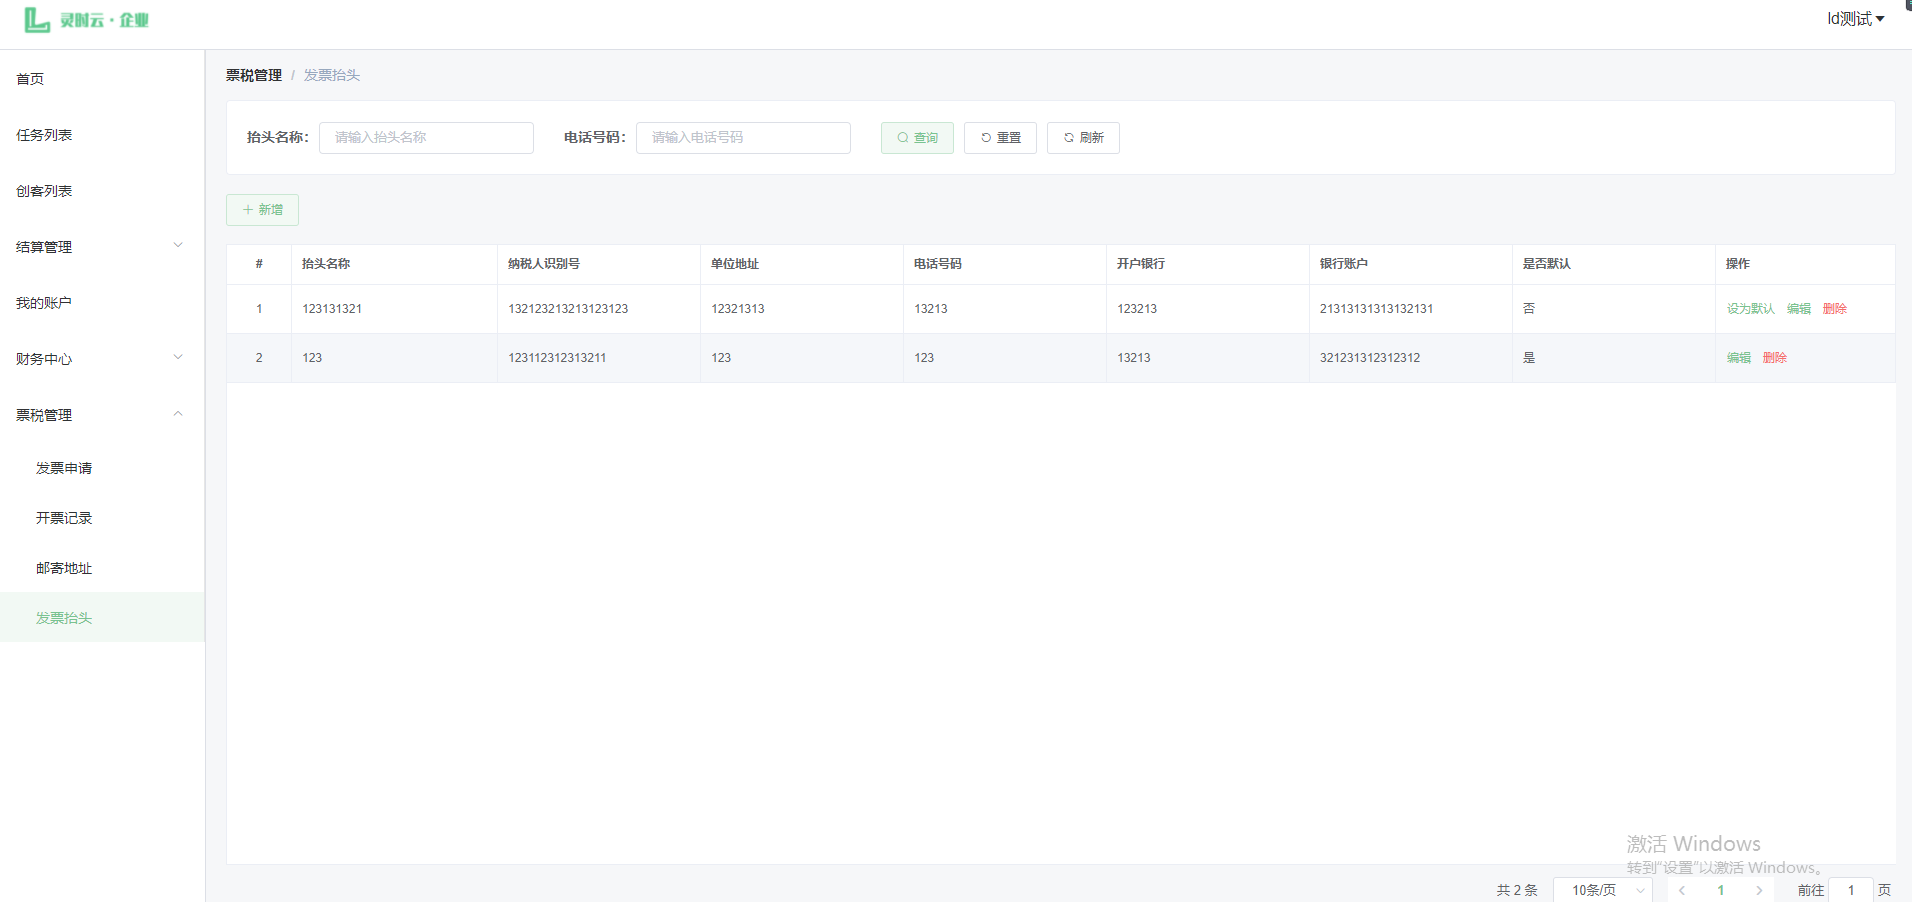 灵时云·企业
ld测试
首页
任务列表
创客列表
结算管理
我的账户
财务中心
票税管理
发票申请
开票记录
邮寄地址
发票抬头
票税管理 / 发票抬头
抬头名称: 请输入抬头名称 电话号码: 请输入电话号码 查询 重置 刷新
新增
# 抬头名称 纳税人识别号 单位地址 电话号码 开户银行 银行账户 是否默认 操作
1 123131321 132123213213123123 12321313 13213 123213 21313131313132131 否 设为默认 编辑 删除
2 123 123112312313211 123 123 13213 321231312312312 是 编辑 删除
激活 Windows
转到“设置”以激活 Windows。
共 2 条 10条/页 1 前往 1 页